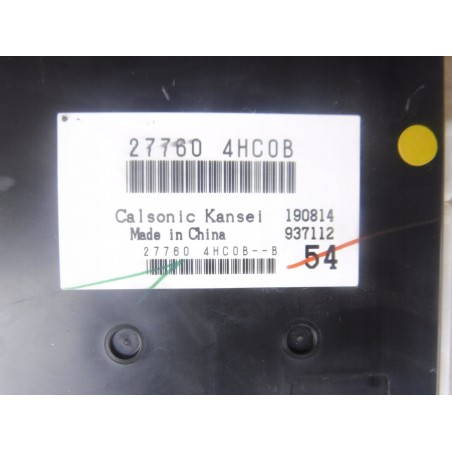 27760 4HC0B
Calsonic Kansei 190814
Made in China 937112
27760 4HC0B--B 54